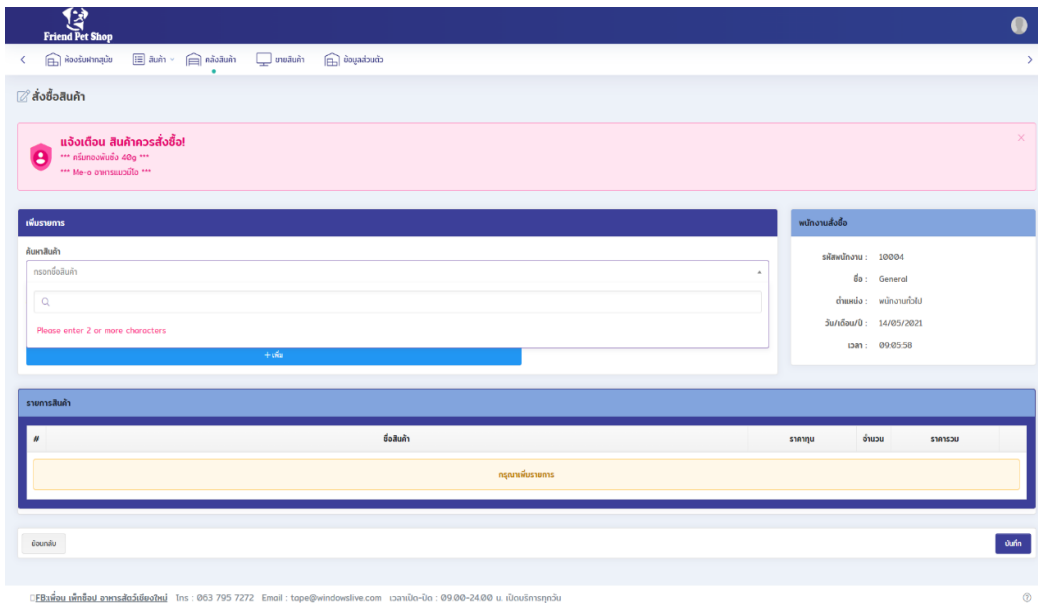 Friend Pet Shop
ห้องรับฝากสุนัข สินค้า คลังสินค้า ขายสินค้า ข้อมูลส่วนตัว
สั่งซื้อสินค้า
แจ้งเตือน สินค้าควรสั่งซื้อ!
*** ครีมทองพันชั่ง 40g ***
*** Me-o อาหารแมวมีโอ ***
เพิ่มรายการ
ค้นหาสินค้า
กรอกชื่อสินค้า
Please enter 2 or more characters
+ เพิ่ม
พนักงานสั่งซื้อ
รหัสพนักงาน : 10004
ชื่อ : General
ตำแหน่ง : พนักงานทั่วไป
วัน/เดือน/ปี : 14/05/2021
เวลา : 09:05:58
รายการสินค้า
# ชื่อสินค้า ราคาทุน จำนวน ราคารวม
กรุณาเพิ่มรายการ
ย้อนกลับ บันทึก
FB:เพื่อน เพ็ทช็อป อาหารสัตว์เชียงใหม่ โทร : 063 795 7272 Email : tape@windowslive.com เวลาเปิด-ปิด : 09.00-24.00 น. เปิดบริการทุกวัน